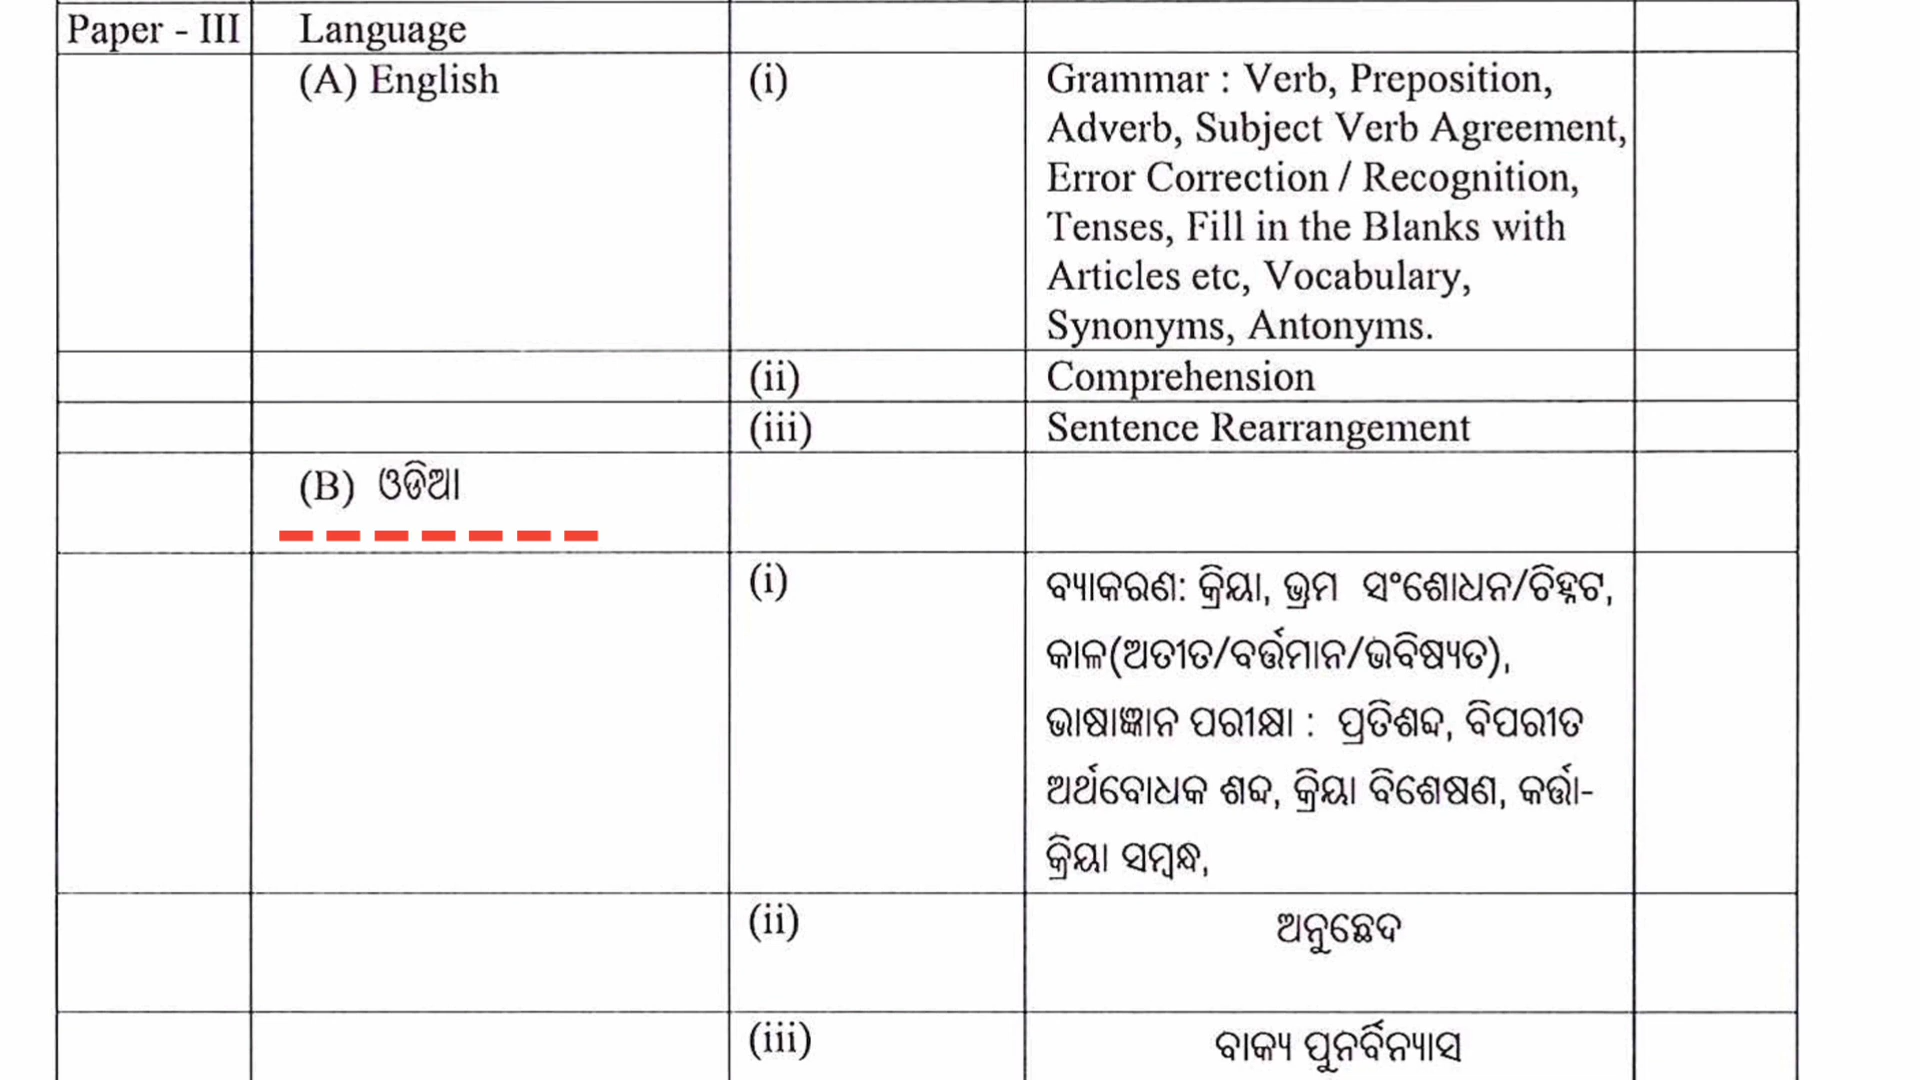 Paper - III Language
(A) English (i) Grammar : Verb, Preposition,
Adverb, Subject Verb Agreement,
Error Correction / Recognition,
Tenses, Fill in the Blanks with
Articles etc, Vocabulary,
Synonyms, Antonyms.
(ii) Comprehension
(iii) Sentence Rearrangement
(B) ଓଡିଆ
(i) ବ୍ୟାକରଣ: କ୍ରିୟା, ଭ୍ରମ ସଂଶୋଧନ/ଚିହ୍ନଟ,
କାଳ(ଅତୀତ/ବର୍ତ୍ତମାନ/ଭବିଷ୍ୟତ),
ଭାଷାଜ୍ଞାନ ପରୀକ୍ଷା : ପ୍ରତିଶବ୍ଦ, ବିପରୀତ
ଅର୍ଥବୋଧକ ଶବ୍ଦ, କ୍ରିୟା ବିଶେଷଣ, କର୍ତ୍ତା-
କ୍ରିୟା ସମ୍ବନ୍ଧ,
(ii) ଅନୁଛେଦ
(iii) ବାକ୍ୟ ପୁନର୍ବିନ୍ୟାସ